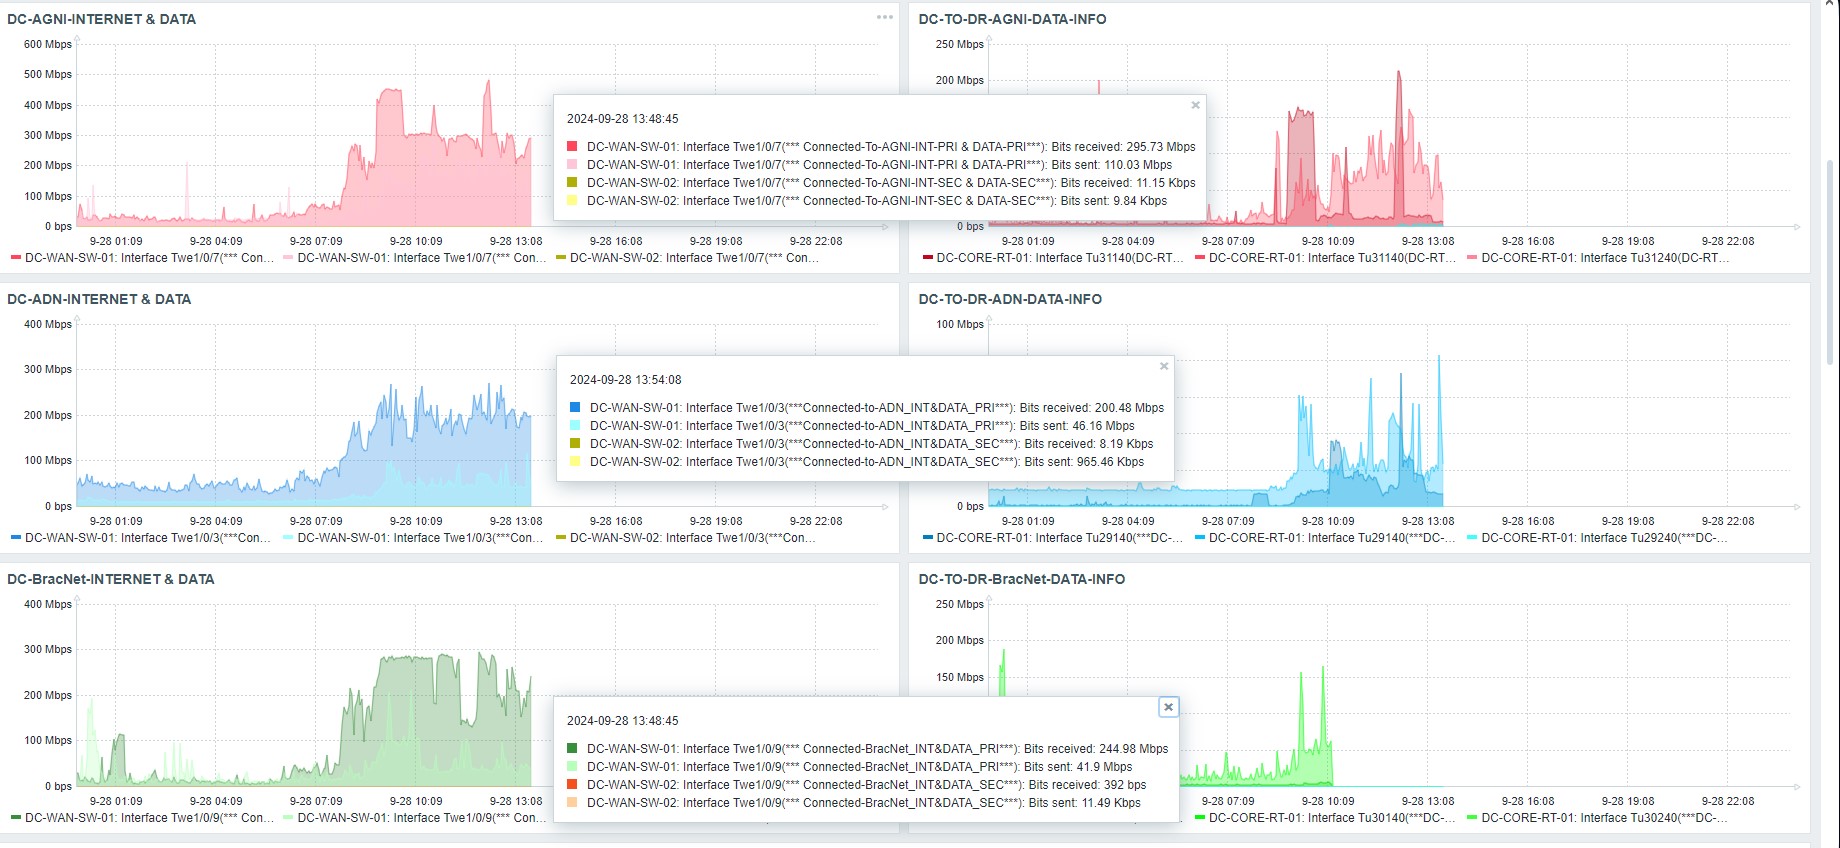 DC-AGNI-INTERNET & DATA
600 Mbps
500 Mbps
400 Mbps
300 Mbps
200 Mbps
100 Mbps
0 bps
9-28 01:09 9-28 04:09 9-28 07:09 9-28 10:09 9-28 13:08 9-28 16:08 9-28 19:08 9-28 22:08
DC-WAN-SW-01: Interface Twe1/0/7(*** Con... DC-WAN-SW-01: Interface Twe1/0/7(*** Con... DC-WAN-SW-02: Interface Twe1/0/7(*** Con...
DC-TO-DR-AGNI-DATA-INFO
250 Mbps
200 Mbps
0 bps
9-28 01:09 9-28 04:09 9-28 07:09 9-28 10:09 9-28 13:08 9-28 16:08 9-28 19:08 9-28 22:08
DC-CORE-RT-01: Interface Tu31140(DC-RT... DC-CORE-RT-01: Interface Tu31140(DC-RT... DC-CORE-RT-01: Interface Tu31240(DC-RT...
2024-09-28 13:48:45
DC-WAN-SW-01: Interface Twe1/0/7(*** Connected-To-AGNI-INT-PRI & DATA-PRI***): Bits received: 295.73 Mbps
DC-WAN-SW-01: Interface Twe1/0/7(*** Connected-To-AGNI-INT-PRI & DATA-PRI***): Bits sent: 110.03 Mbps
DC-WAN-SW-02: Interface Twe1/0/7(*** Connected-To-AGNI-INT-SEC & DATA-SEC***): Bits received: 11.15 Kbps
DC-WAN-SW-02: Interface Twe1/0/7(*** Connected-To-AGNI-INT-SEC & DATA-SEC***): Bits sent: 9.84 Kbps
DC-ADN-INTERNET & DATA
400 Mbps
300 Mbps
200 Mbps
100 Mbps
0 bps
9-28 01:09 9-28 04:09 9-28 07:09 9-28 10:09 9-28 13:08 9-28 16:08 9-28 19:08 9-28 22:08
DC-WAN-SW-01: Interface Twe1/0/3(***Con... DC-WAN-SW-01: Interface Twe1/0/3(***Con... DC-WAN-SW-02: Interface Twe1/0/3(***Con...
DC-TO-DR-ADN-DATA-INFO
100 Mbps
0 bps
9-28 01:09 9-28 04:09 9-28 07:09 9-28 10:09 9-28 13:08 9-28 16:08 9-28 19:08 9-28 22:08
DC-CORE-RT-01: Interface Tu29140(***DC-... DC-CORE-RT-01: Interface Tu29140(***DC-... DC-CORE-RT-01: Interface Tu29240(***DC-...
2024-09-28 13:54:08
DC-WAN-SW-01: Interface Twe1/0/3(***Connected-to-ADN_INT&DATA_PRI***): Bits received: 200.48 Mbps
DC-WAN-SW-01: Interface Twe1/0/3(***Connected-to-ADN_INT&DATA_PRI***): Bits sent: 46.16 Mbps
DC-WAN-SW-02: Interface Twe1/0/3(***Connected-to-ADN_INT&DATA_SEC***): Bits received: 8.19 Kbps
DC-WAN-SW-02: Interface Twe1/0/3(***Connected-to-ADN_INT&DATA_SEC***): Bits sent: 965.46 Kbps
DC-BracNet-INTERNET & DATA
400 Mbps
300 Mbps
200 Mbps
100 Mbps
0 bps
9-28 01:09 9-28 04:09 9-28 07:09 9-28 10:09 9-28 13:08
DC-WAN-SW-01: Interface Twe1/0/9(*** Con... DC-WAN-SW-01: Interface Twe1/0/9(*** Con...
DC-TO-DR-BracNet-DATA-INFO
250 Mbps
200 Mbps
150 Mbps
9-28 07:09 9-28 10:09 9-28 13:08 9-28 16:08 9-28 19:08 9-28 22:08
DC-CORE-RT-01: Interface Tu30140(***DC-... DC-CORE-RT-01: Interface Tu30240(***DC-...
2024-09-28 13:48:45
DC-WAN-SW-01: Interface Twe1/0/9(*** Connected-BracNet_INT&DATA_PRI***): Bits received: 244.98 Mbps
DC-WAN-SW-01: Interface Twe1/0/9(*** Connected-BracNet_INT&DATA_PRI***): Bits sent: 41.9 Mbps
DC-WAN-SW-02: Interface Twe1/0/9(*** Connected-BracNet_INT&DATA_SEC***): Bits received: 392 bps
DC-WAN-SW-02: Interface Twe1/0/9(*** Connected-BracNet_INT&DATA_SEC***): Bits sent: 11.49 Kbps